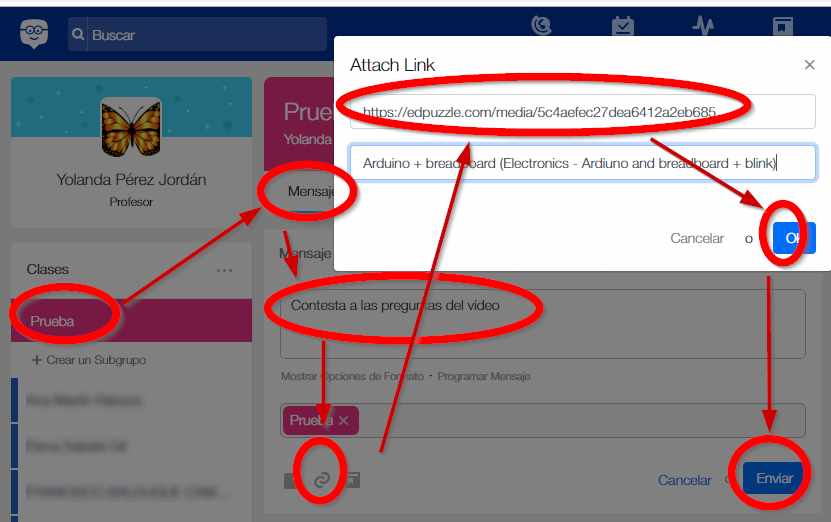 Buscar
Attach Link
×
https://edpuzzle.com/media/5c4aefec27dea6412a2eb685
Arduino + breadboard (Electronics - Ardiuno and breadboard + blink)
Cancelar o Ok
Prueba
Yolanda
Mensaje
Yolanda Pérez Jordán
Profesor
Clases ...
Prueba
+ Crear un Subgrupo
Mensaje
Contesta a las preguntas del vídeo
Mostrar Opciones de Formato • Programar Mensaje
Prueba ×
Cancelar o Enviar